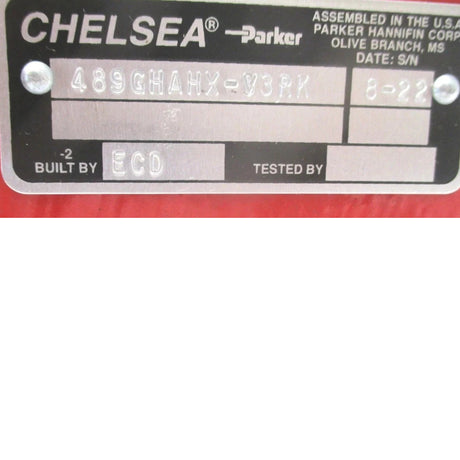 CHELSEA® Parker
ASSEMBLED IN THE U.S.A
PARKER HANNIFIN CORP
OLIVE BRANCH, MS
DATE: S/N
489GHAHX-V3RK 8-22
-2
BUILT BY ECD TESTED BY